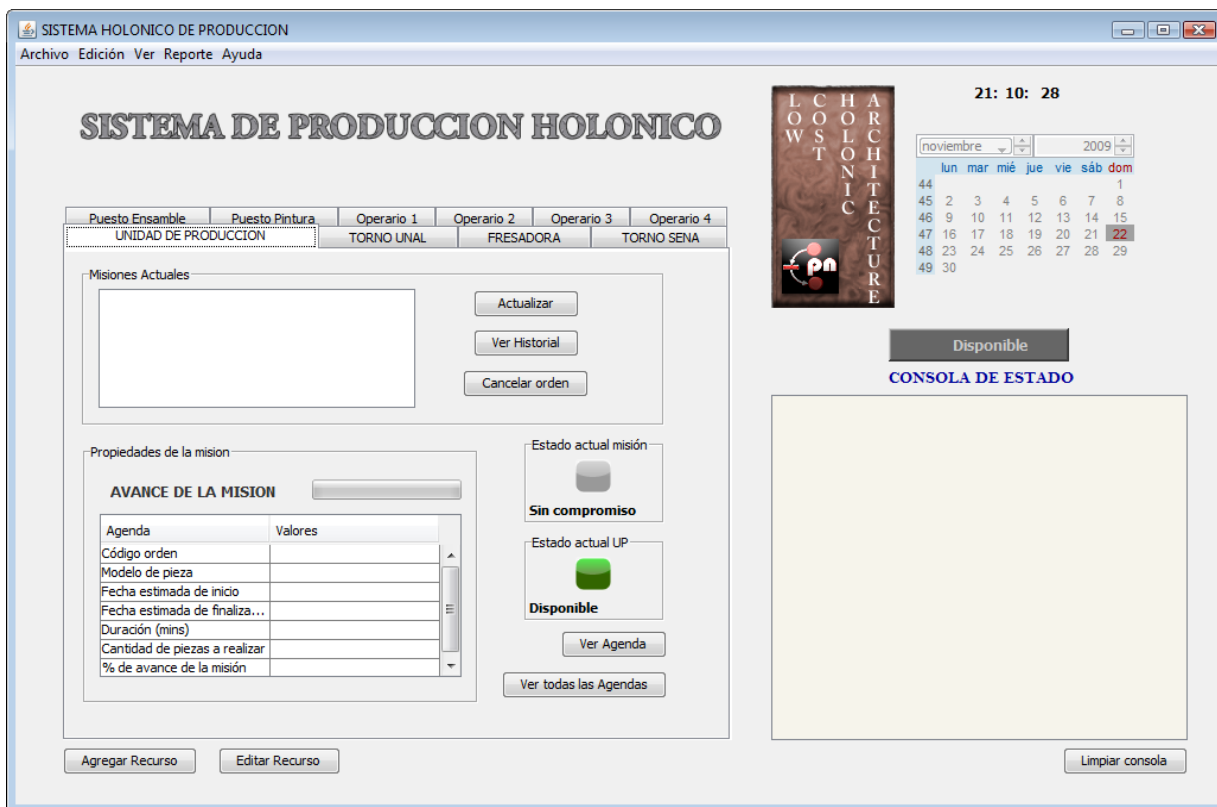 SISTEMA HOLONICO DE PRODUCCION
Archivo Edición Ver Reporte Ayuda
SISTEMA DE PRODUCCION HOLONICO
LOW
COST
HOLONIC
ARCHITECTURE
pn
21: 10: 28
noviembre 2009
lun mar mié jue vie sáb dom
44 1
45 2 3 4 5 6 7 8
46 9 10 11 12 13 14 15
47 16 17 18 19 20 21 22
48 23 24 25 26 27 28 29
49 30
Puesto Ensamble Puesto Pintura Operario 1 Operario 2 Operario 3 Operario 4
UNIDAD DE PRODUCCION TORNO UNAL FRESADORA TORNO SENA
Misiones Actuales
Actualizar
Ver Historial
Cancelar orden
Propiedades de la mision
AVANCE DE LA MISION
Agenda Valores
Código orden
Modelo de pieza
Fecha estimada de inicio
Fecha estimada de finaliza...
Duración (mins)
Cantidad de piezas a realizar
% de avance de la misión
Estado actual misión
Sin compromiso
Estado actual UP
Disponible
Ver Agenda
Ver todas las Agendas
Agregar Recurso Editar Recurso
Disponible
CONSOLA DE ESTADO
Limpiar consola